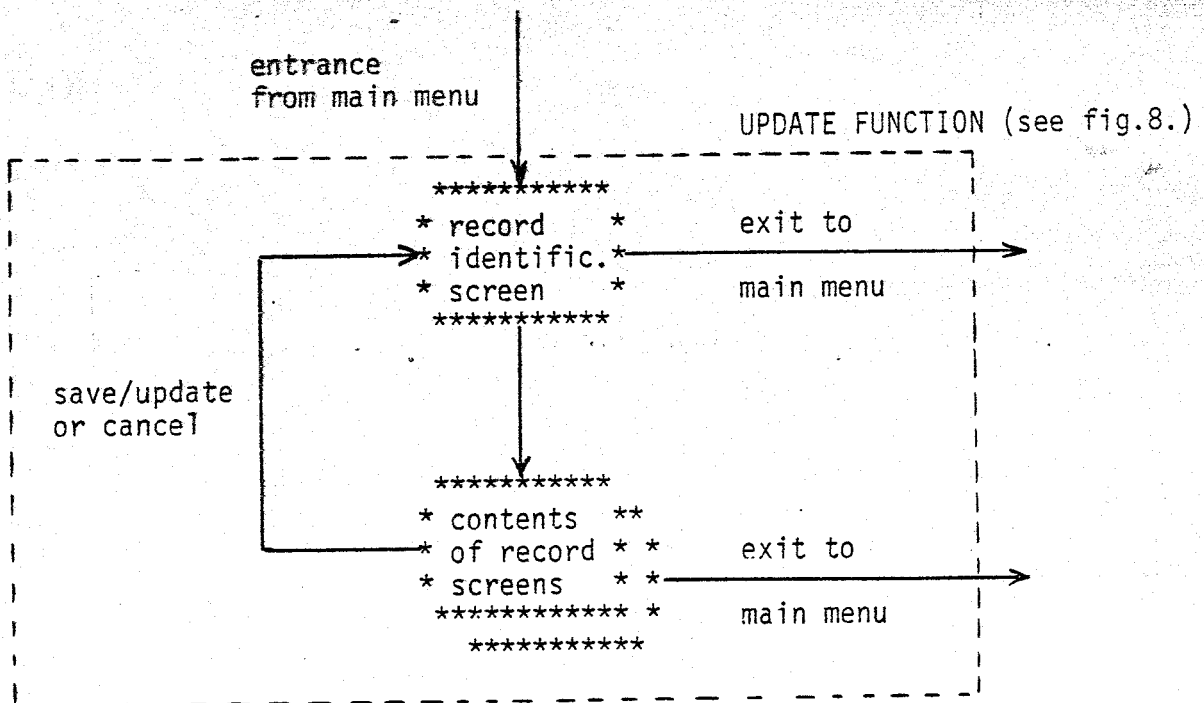 entrance
from main menu
UPDATE FUNCTION (see fig.8.)
***********
* record *
* identific.*
* screen *
***********
exit to
main menu
save/update
or cancel
***********
* contents **
* of record * *
* screens * *
************ *
***********
exit to
main menu